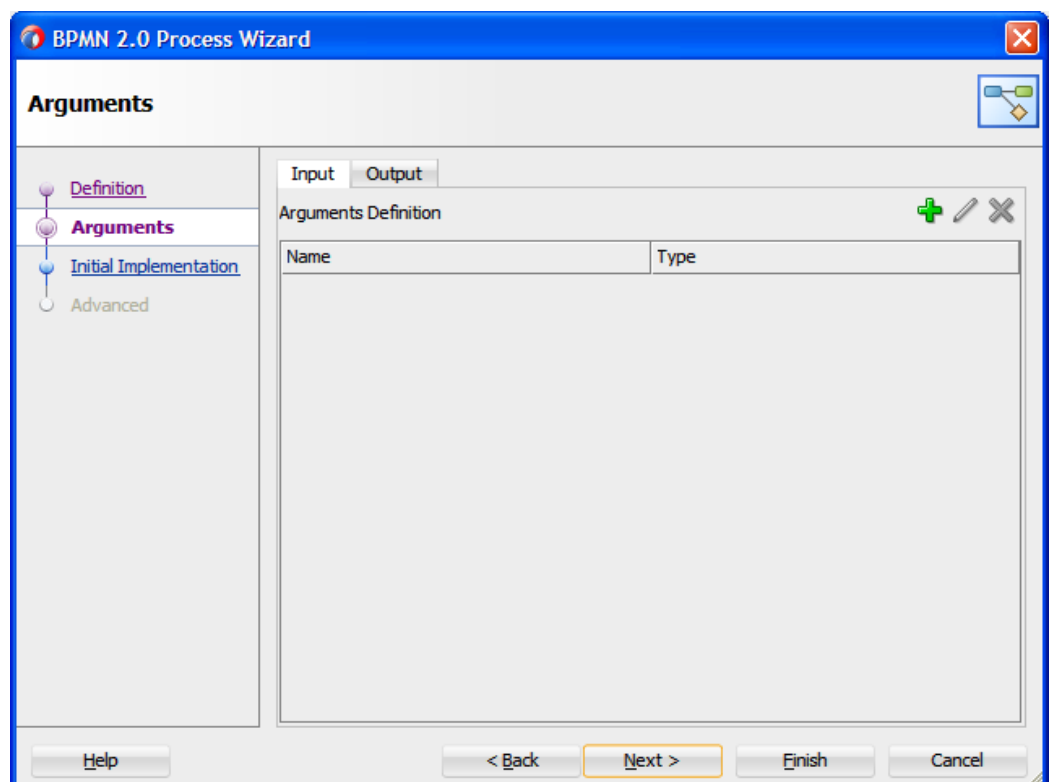 BPMN 2.0 Process Wizard
Arguments
Definition
Arguments
Initial Implementation
Advanced
Input Output
Arguments Definition
Name Type
Help < Back Next > Finish Cancel